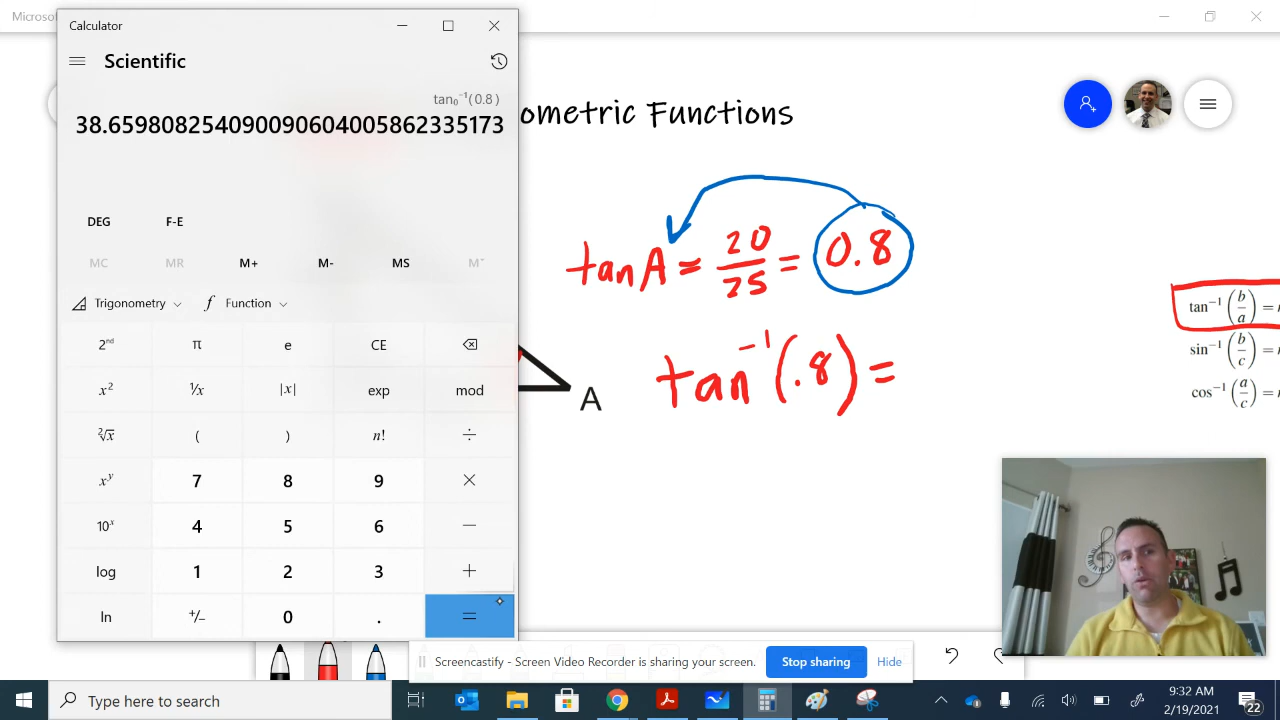 Microsof
Calculator
Scientific
tan₀⁻¹(0.8)
38.659808254090090604005862335173
DEG F-E
MC MR M+ M- MS M˅
Trigonometry Function
2ⁿᵈ π e CE
x² ¹/x |x| exp mod
²√x ( ) n! ÷
xʸ 7 8 9 ×
10ˣ 4 5 6 −
log 1 2 3 +
ln +/− 0 . =
ometric Functions
tan A = 20/25 = 0.8
tan⁻¹(.8) =
A
tan⁻¹(b/a) =
sin⁻¹(b/c) =
cos⁻¹(a/c) =
Screencastify - Screen Video Recorder is sharing your screen. Stop sharing Hide
Type here to search
9:32 AM
2/19/2021
22